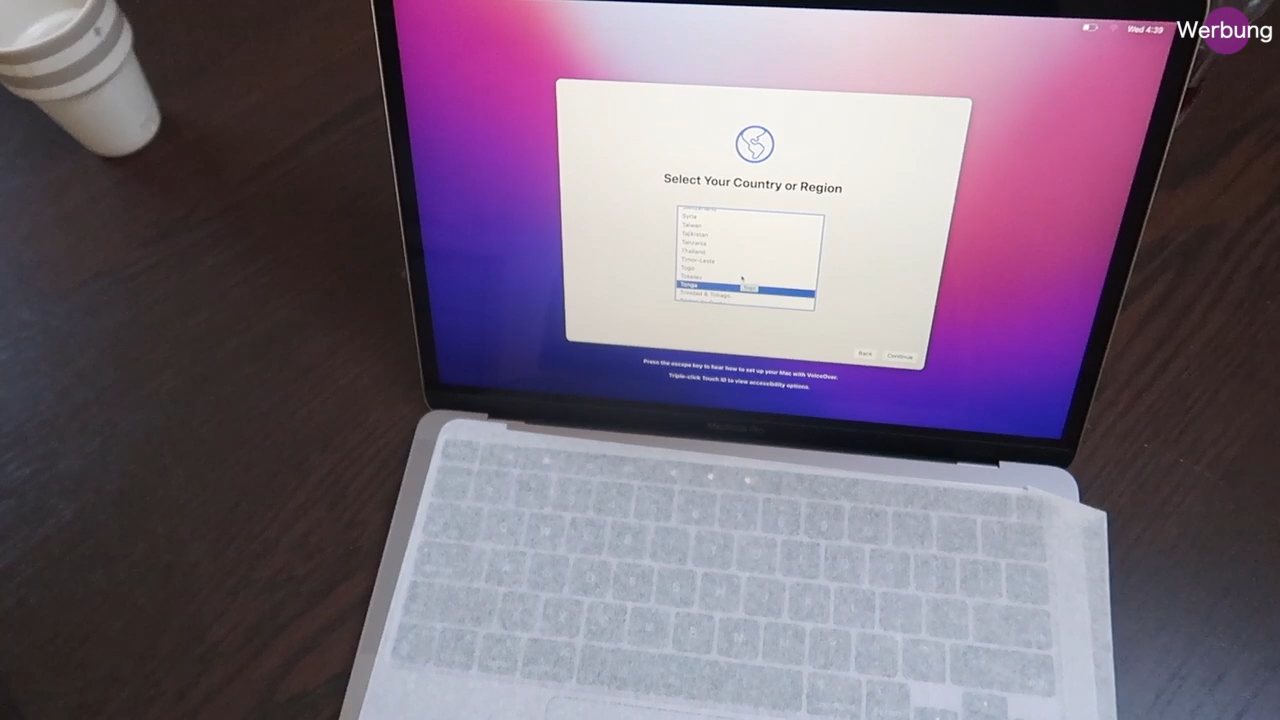 Wed 4:39
Werbung
Select Your Country or Region
Syria
Taiwan
Tajikistan
Tanzania
Thailand
Timor-Leste
Togo
Tokelau
Tonga
Trinidad & Tobago
Back
Continue
Press the escape key to hear how to set up your Mac with VoiceOver.
Triple-click Touch ID to view accessibility options.
MacBook Pro